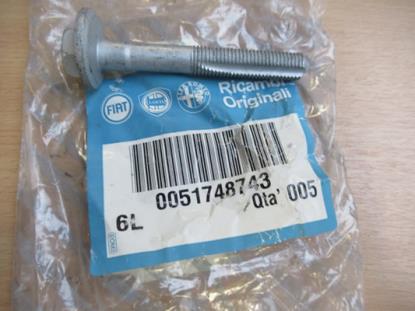 Ricambi
Originali
FIAT
0051748743
6L
Qta' 005